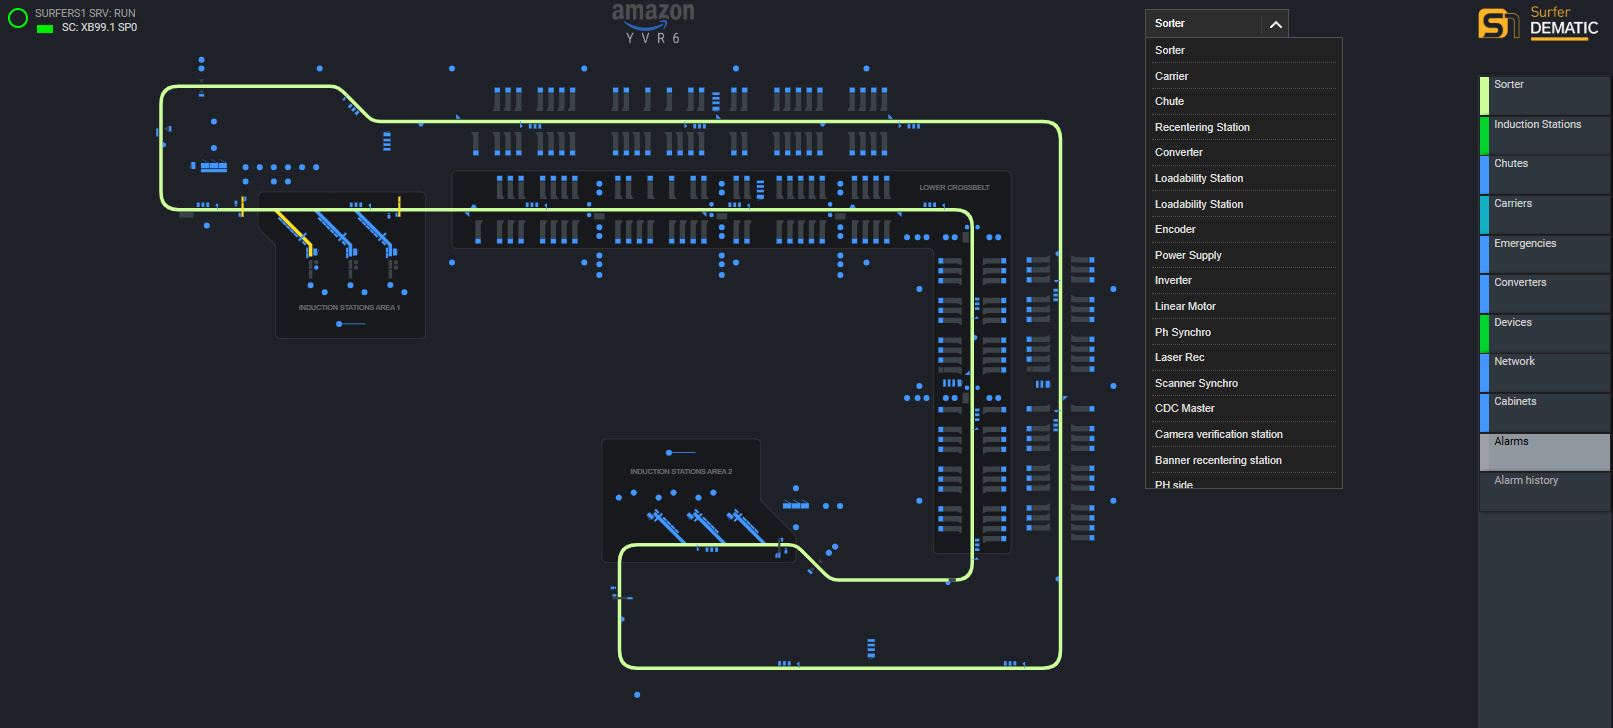 SURFERS1 SRV: RUN
SC: XB99.1 SP0
amazon
YVR6
Sorter
Sorter
Carrier
Chute
Recentering Station
Converter
Loadability Station
Loadability Station
Encoder
Power Supply
Inverter
Linear Motor
Ph Synchro
Laser Rec
Scanner Synchro
CDC Master
Camera verification station
Banner recentering station
PH side
Surfer
DEMATIC
Sorter
Induction Stations
Chutes
Carriers
Emergencies
Converters
Devices
Network
Cabinets
Alarms
Alarm history
LOWER CROSSBELT
INDUCTION STATIONS AREA 1
INDUCTION STATIONS AREA 2